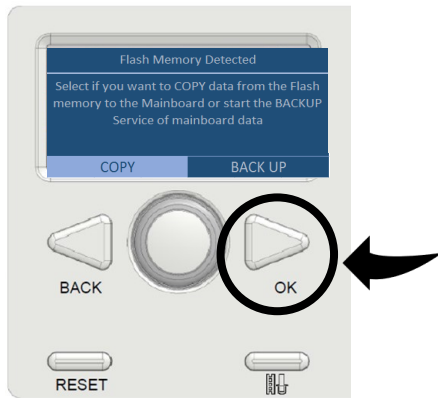 Flash Memory Detected
Select if you want to COPY data from the Flash
memory to the Mainboard or start the BACKUP
Service of mainboard data
COPY BACK UP
BACK OK
RESET